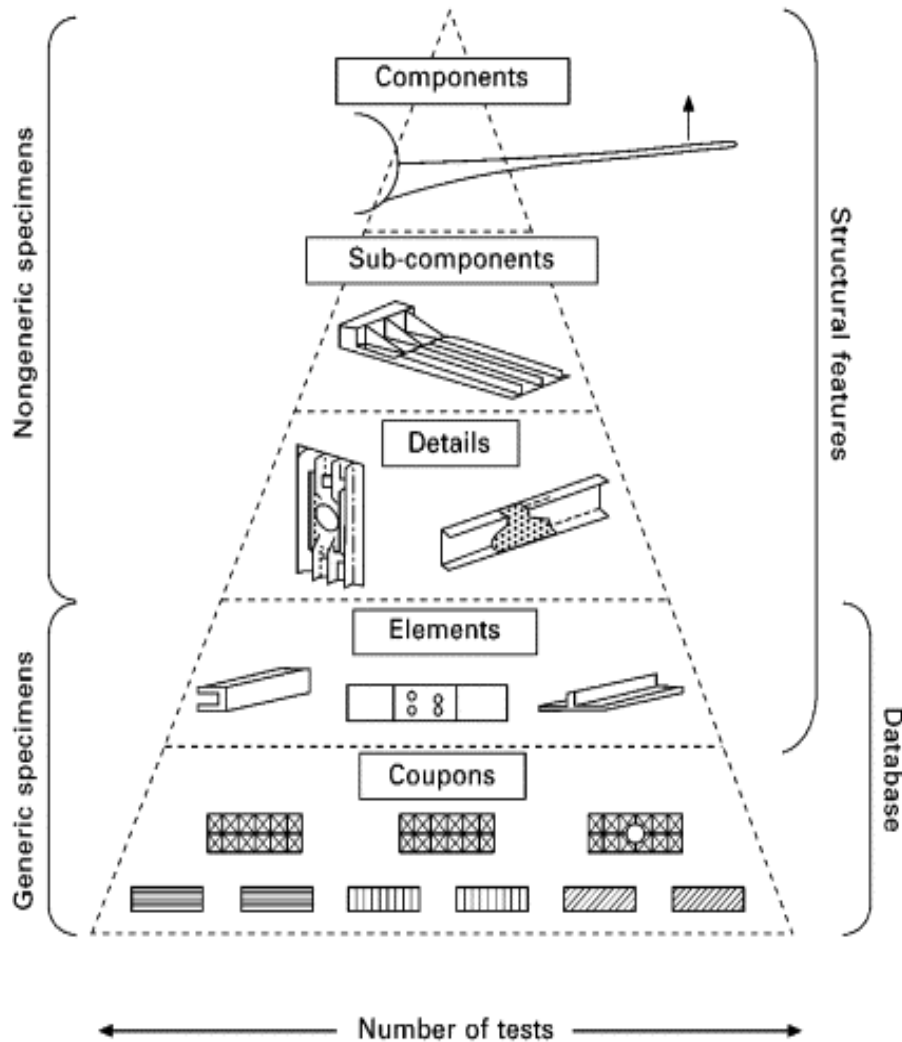 Components
Nongeneric specimens
Structural features
Sub-components
Details
Elements
Generic specimens
Database
Coupons
Number of tests